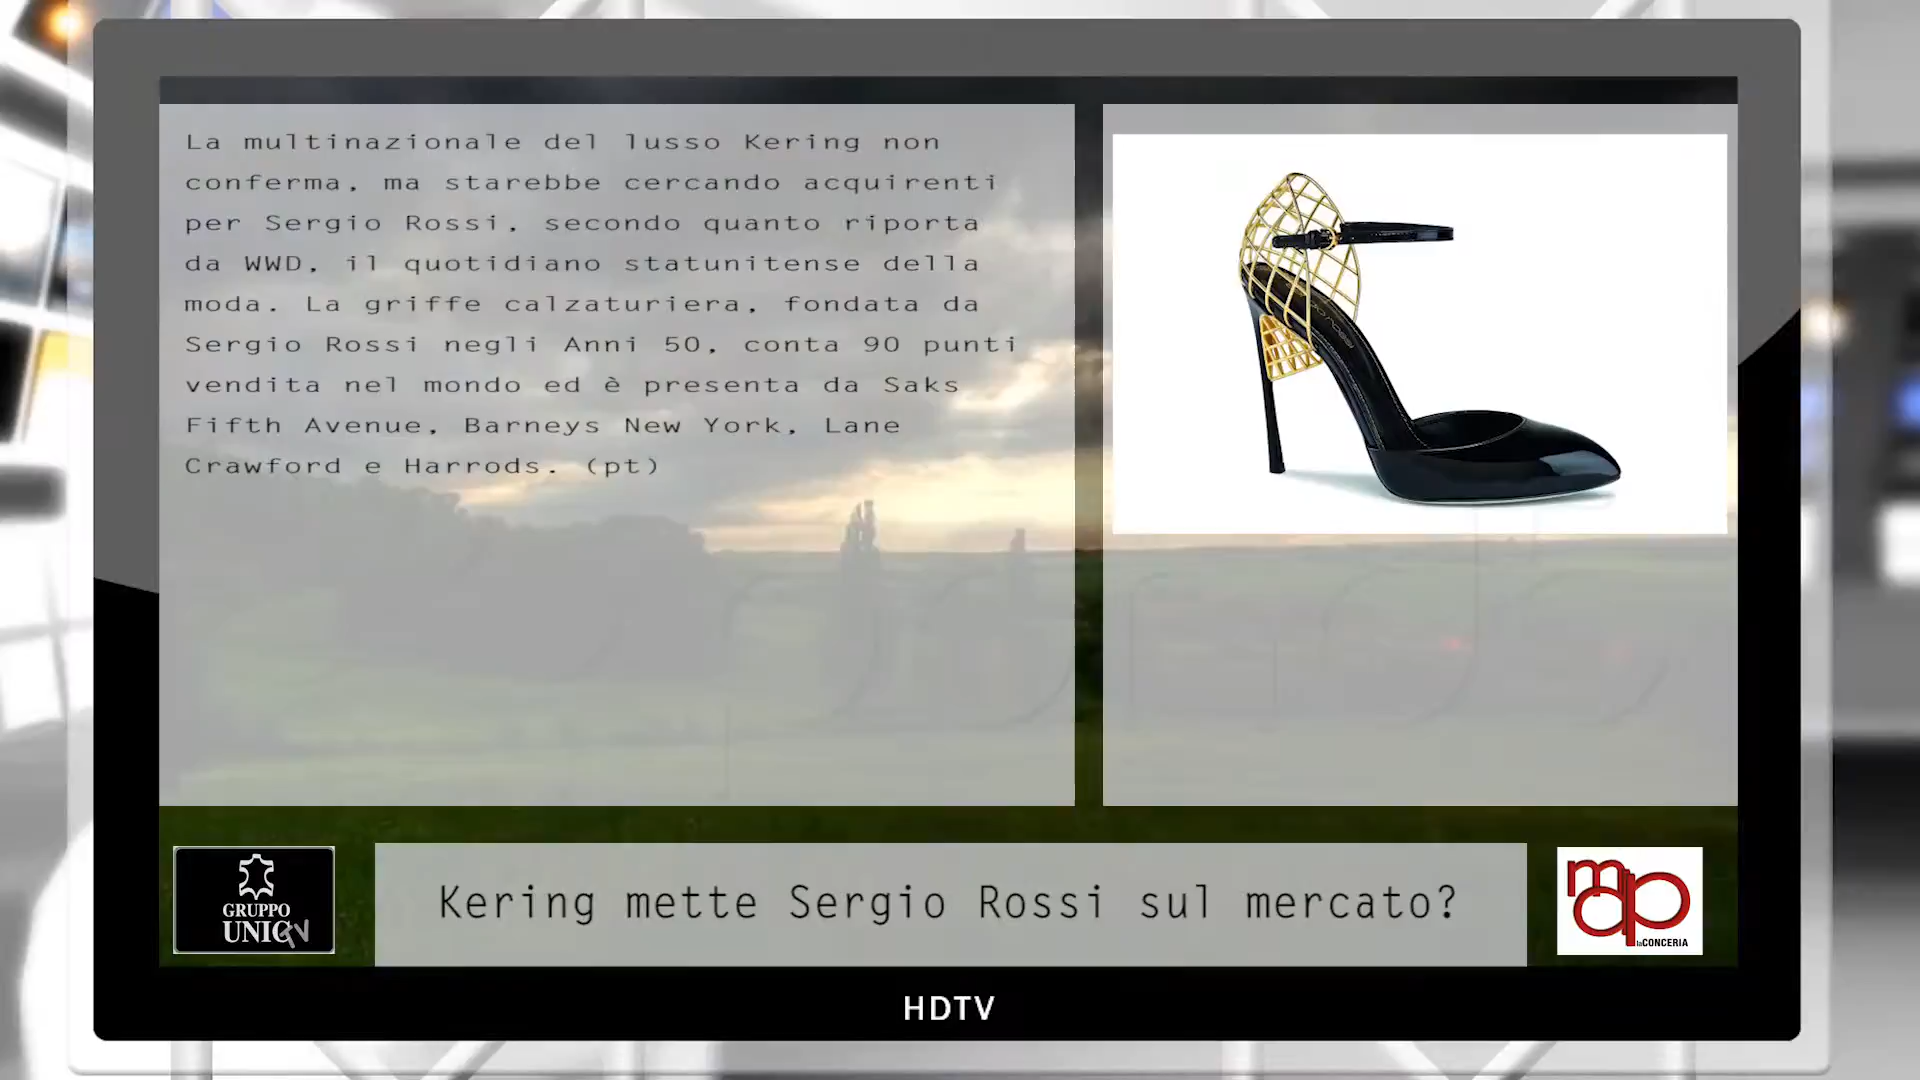 La multinazionale del lusso Kering non
conferma, ma starebbe cercando acquirenti
per Sergio Rossi, secondo quanto riporta
da WWD, il quotidiano statunitense della
moda. La griffe calzaturiera, fondata da
Sergio Rossi negli Anni 50, conta 90 punti
vendita nel mondo ed è presenta da Saks
Fifth Avenue, Barneys New York, Lane
Crawford e Harrods. (pt)
GRUPPO
UNIC
TV
Kering mette Sergio Rossi sul mercato?
map
laCONCERIA
HDTV